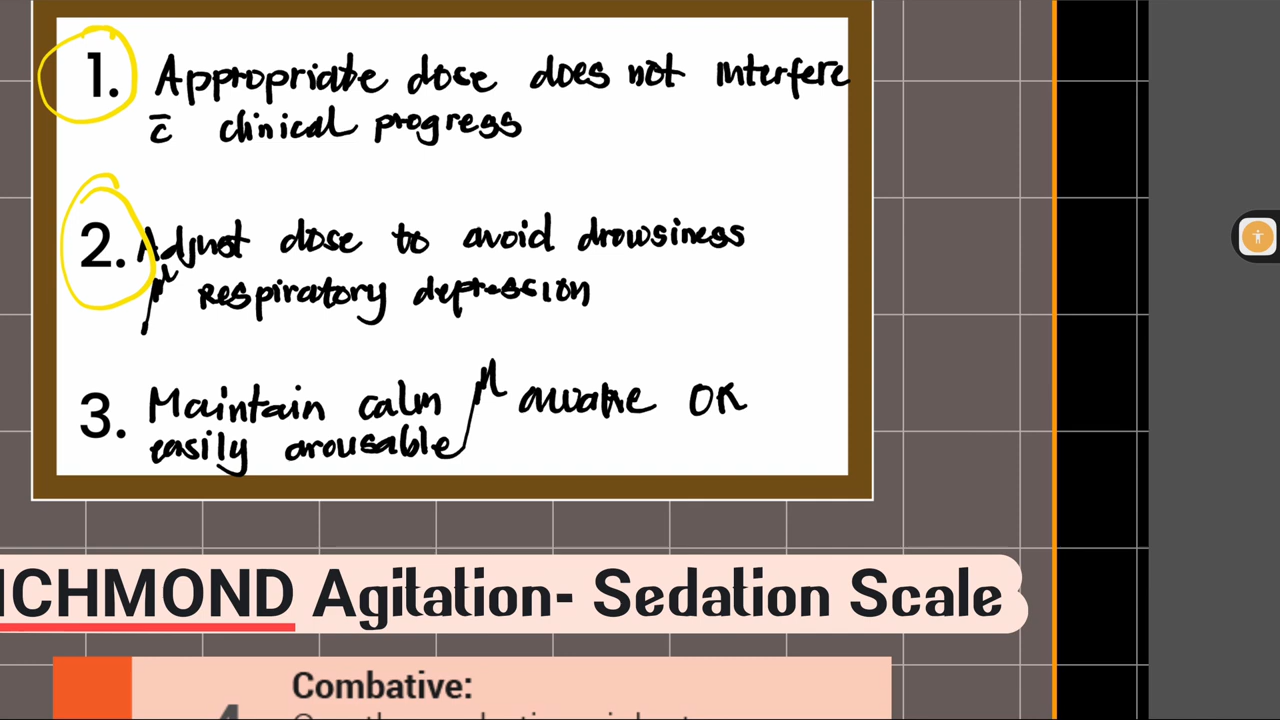 1. Appropriate dose does not interfere
c̄ clinical progress
2. Adjust dose to avoid drowsiness
respiratory depression
3. Maintain calm awake OR
easily arousable
ICHMOND Agitation- Sedation Scale
Combative: